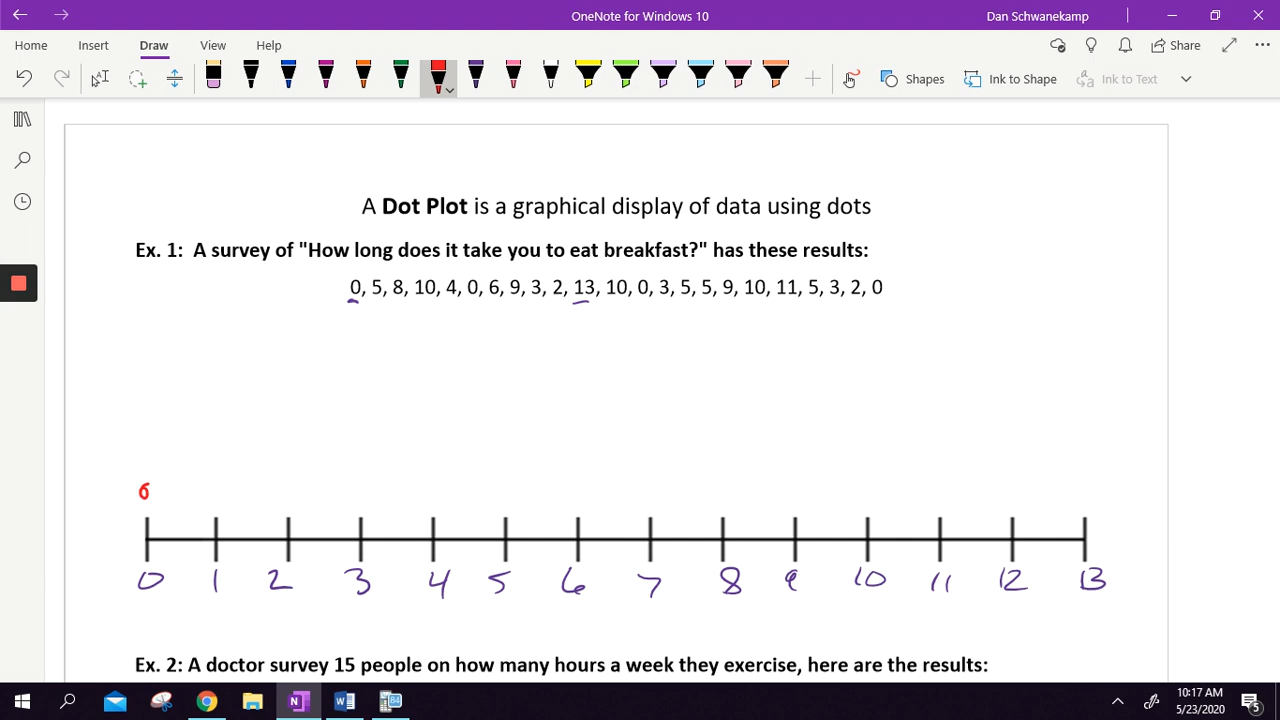 OneNote for Windows 10
Dan Schwanekamp
Home Insert Draw View Help
Share
Shapes
Ink to Shape
Ink to Text
A Dot Plot is a graphical display of data using dots
Ex. 1: A survey of "How long does it take you to eat breakfast?" has these results:
0, 5, 8, 10, 4, 0, 6, 9, 3, 2, 13, 10, 0, 3, 5, 5, 9, 10, 11, 5, 3, 2, 0
0 1 2 3 4 5 6 7 8 9 10 11 12 13
Ex. 2: A doctor survey 15 people on how many hours a week they exercise, here are the results:
10:17 AM
5/23/2020
5